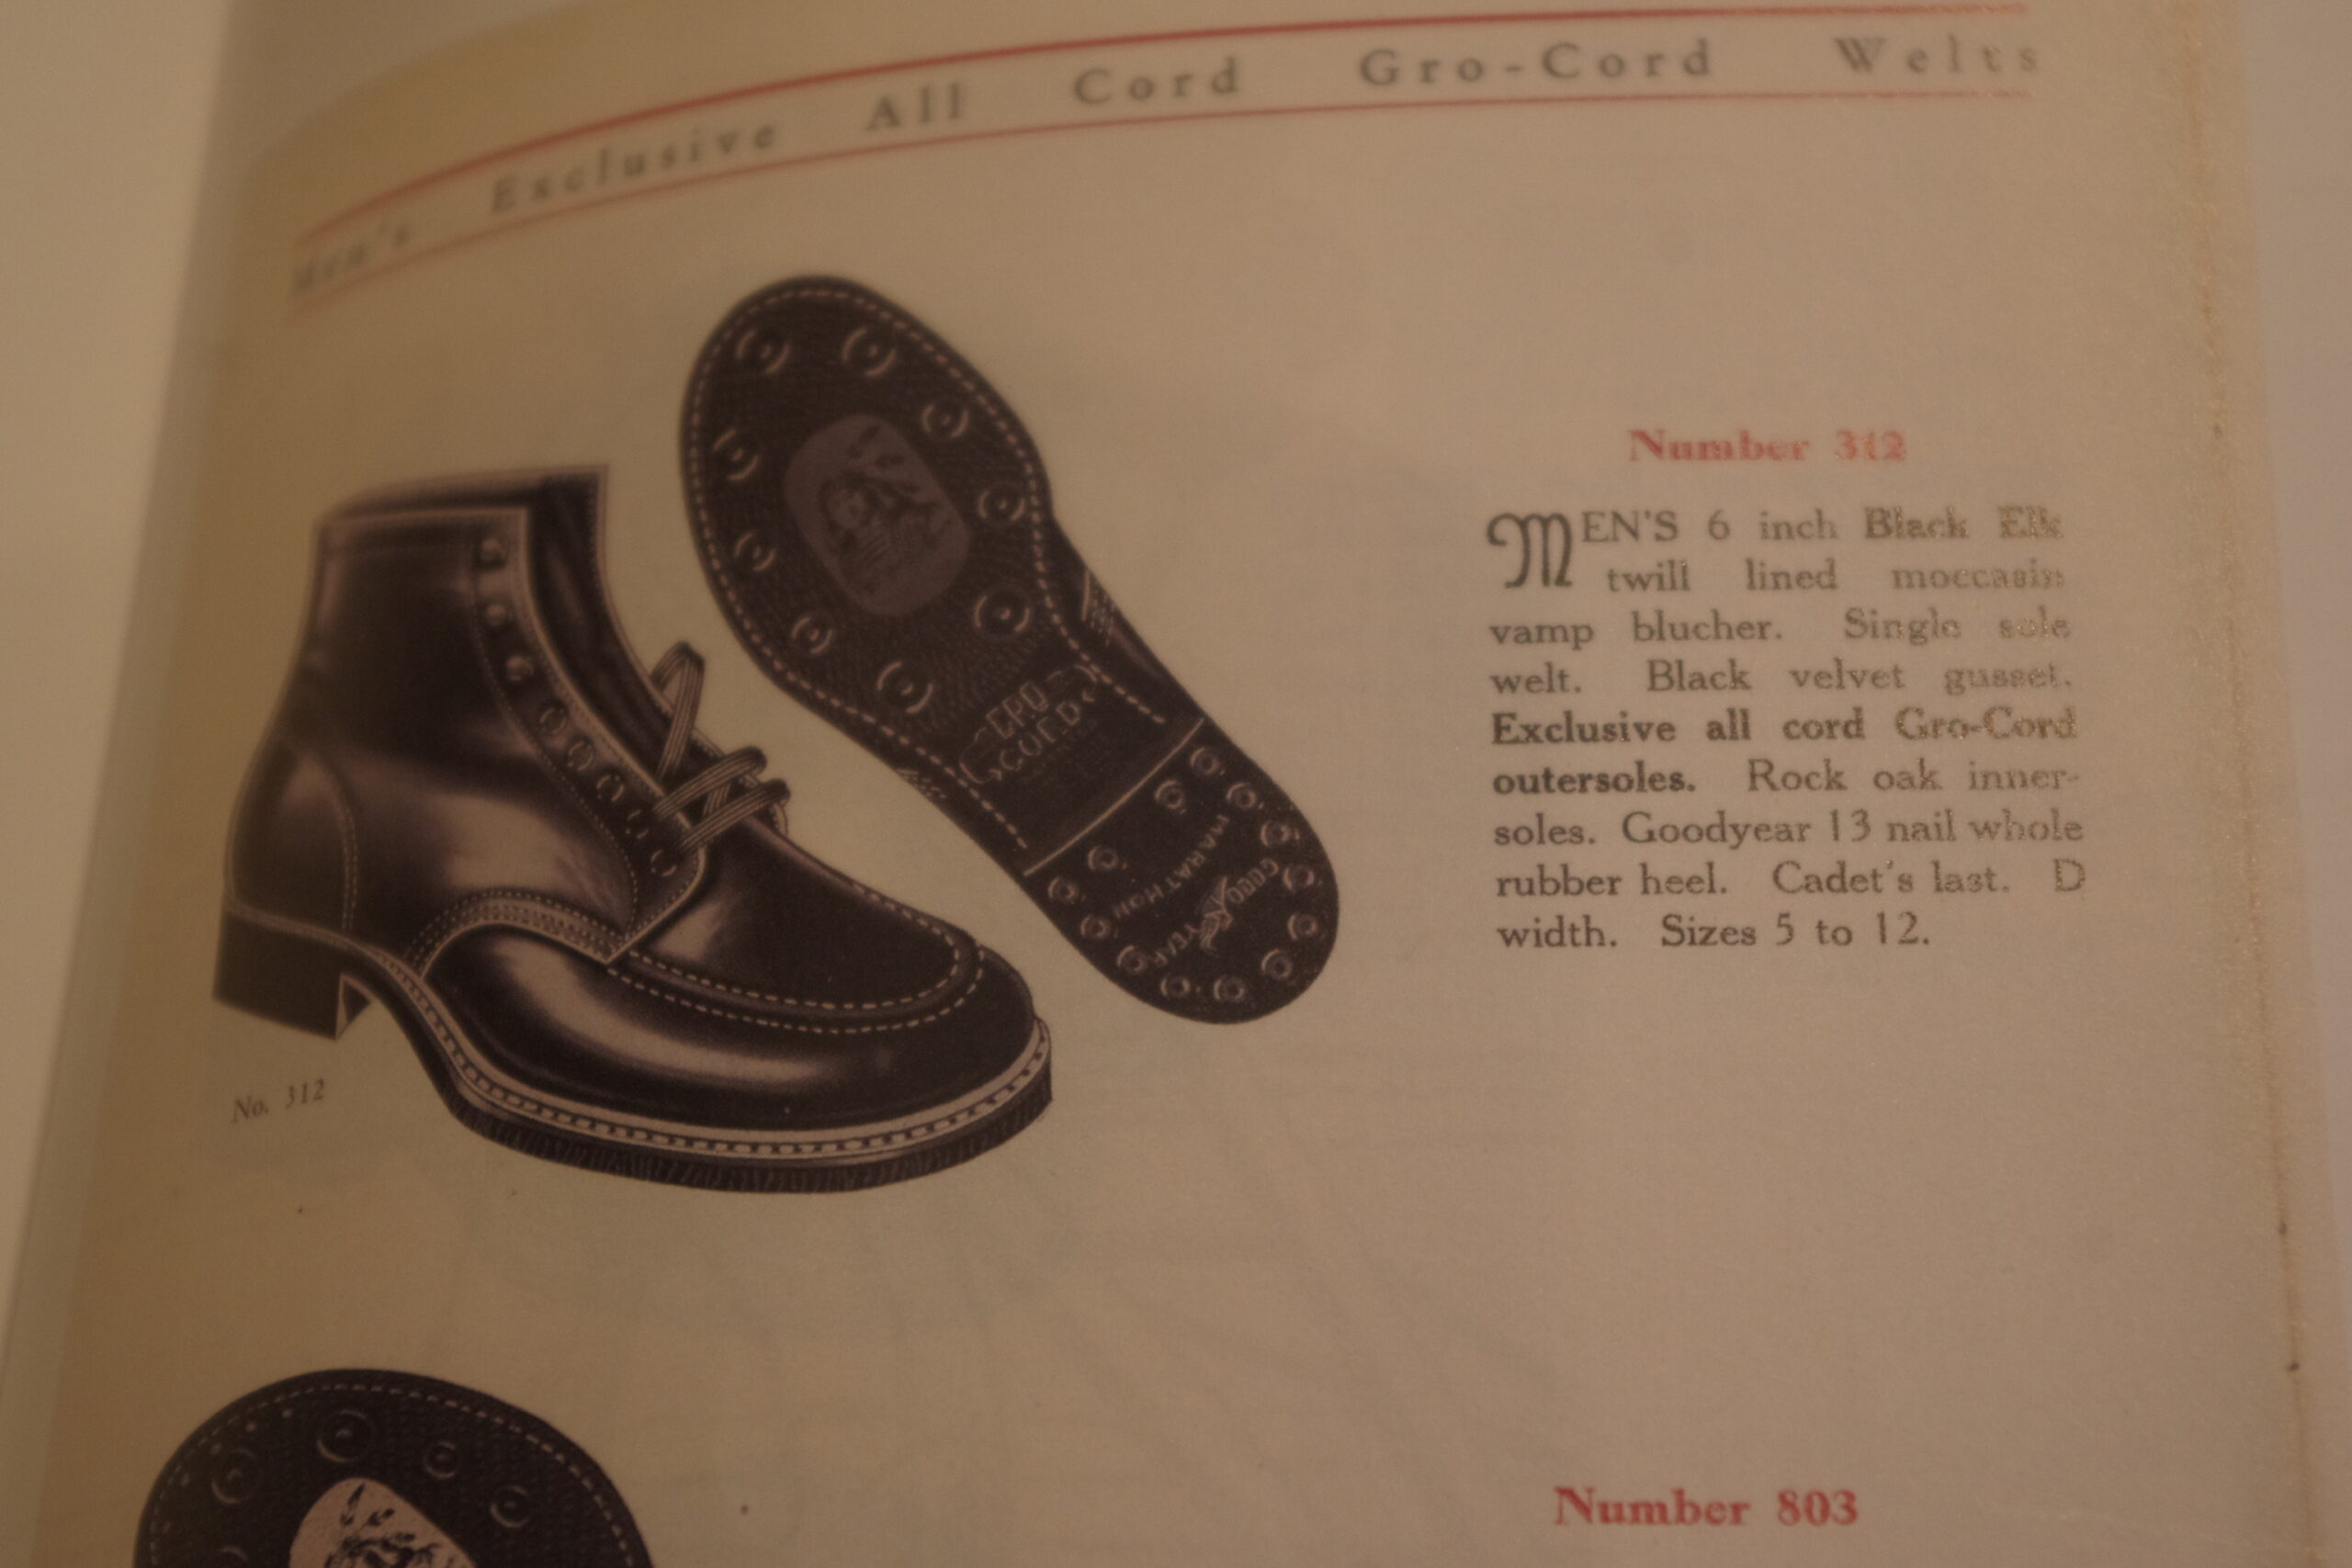 Men's Exclusive All Cord Gro-Cord Welts
Number 312
MEN'S 6 inch Black Elk
twill lined moccasin
vamp blucher. Single sole
welt. Black velvet gusset.
Exclusive all cord Gro-Cord
outersoles. Rock oak inner-
soles. Goodyear 13 nail whole
rubber heel. Cadet's last. D
width. Sizes 5 to 12.
GRO
CORD
MARATHON
GOOD YEAR
No. 312
Number 803